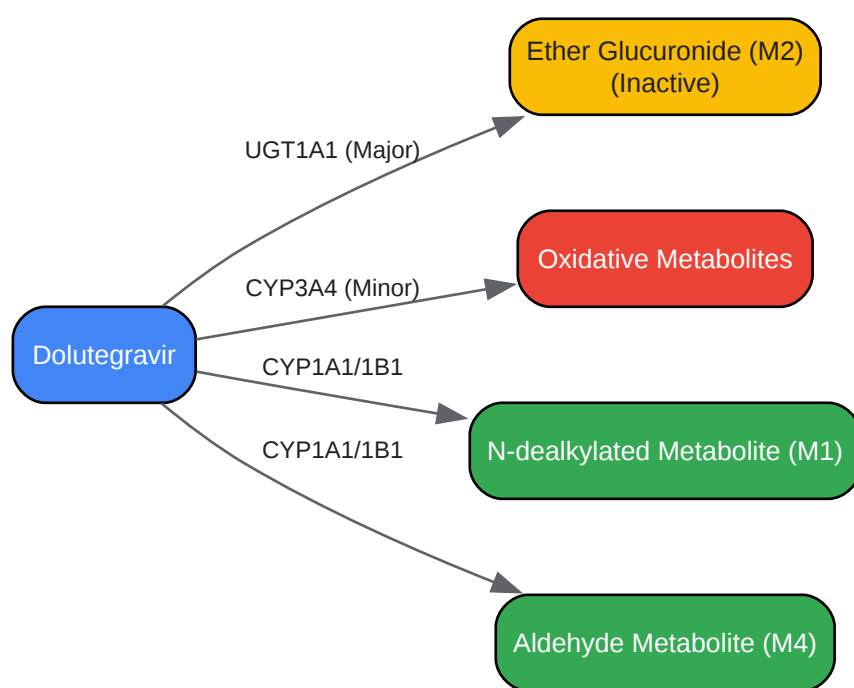 Ether Glucuronide (M2)
(Inactive)
UGT1A1 (Major)
Oxidative Metabolites
CYP3A4 (Minor)
Dolutegravir
CYP1A1/1B1
N-dealkylated Metabolite (M1)
CYP1A1/1B1
Aldehyde Metabolite (M4)